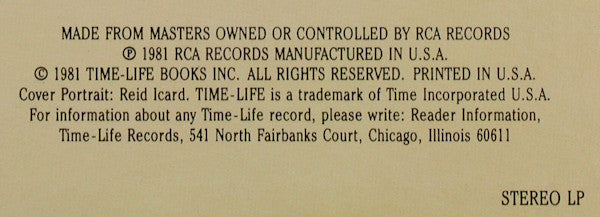 MADE FROM MASTERS OWNED OR CONTROLLED BY RCA RECORDS
℗ 1981 RCA RECORDS MANUFACTURED IN U.S.A.
© 1981 TIME-LIFE BOOKS INC. ALL RIGHTS RESERVED. PRINTED IN U.S.A.
Cover Portrait: Reid Icard. TIME-LIFE is a trademark of Time Incorporated U.S.A.
For information about any Time-Life record, please write: Reader Information,
Time-Life Records, 541 North Fairbanks Court, Chicago, Illinois 60611
STEREO LP